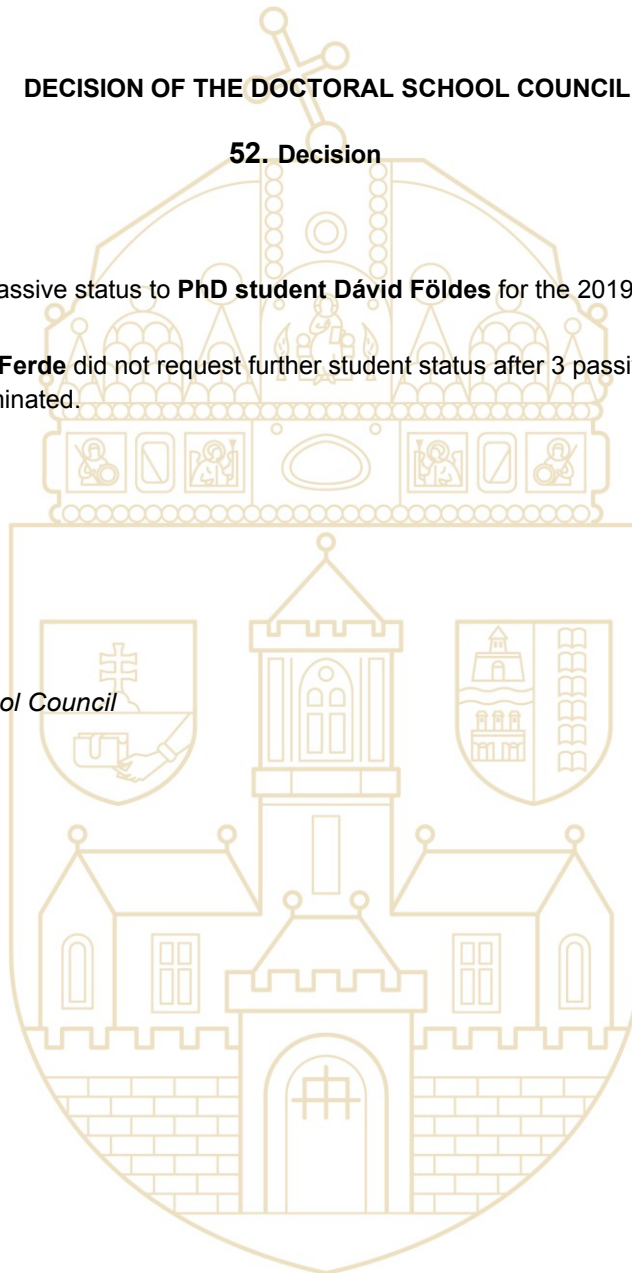 DECISION OF THE DOCTORAL SCHOOL COUNCIL
52. Decision
assive status to PhD student Dávid Földes for the 2019
Ferde did not request further student status after 3 passi
minated.
ol Council